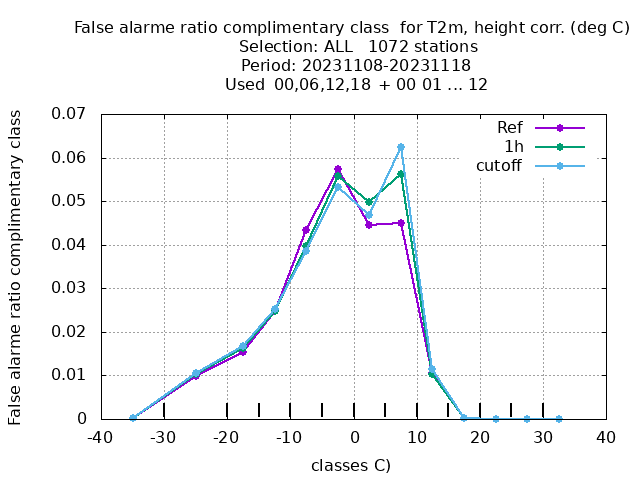 False alarme ratio complimentary class  for T2m, height corr. (deg C)
Selection: ALL   1072 stations
Period: 20231108-20231118
Used  00,06,12,18  + 00 01 ... 12
False alarme ratio complimentary class
0.07
0.06
0.05
0.04
0.03
0.02
0.01
0
Ref
1h
cutoff
-40
-30
-20
-10
0
10
20
30
40
classes C)